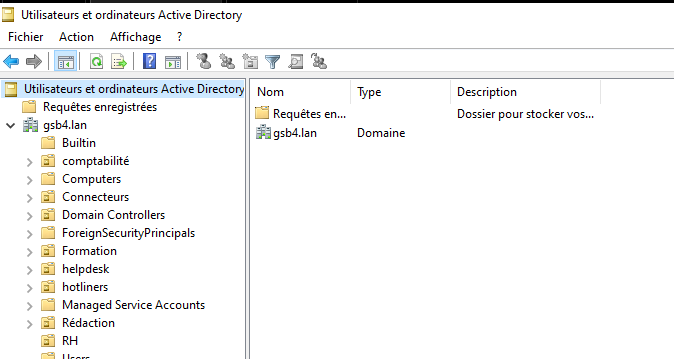 Utilisateurs et ordinateurs Active Directory
Fichier Action Affichage ?
Utilisateurs et ordinateurs Active Directory
Requêtes enregistrées
gsb4.lan
Builtin
comptabilité
Computers
Connecteurs
Domain Controllers
ForeignSecurityPrincipals
Formation
helpdesk
hotliners
Managed Service Accounts
Rédaction
RH
Users
Nom Type Description
Requêtes en... Dossier pour stocker vos...
gsb4.lan Domaine